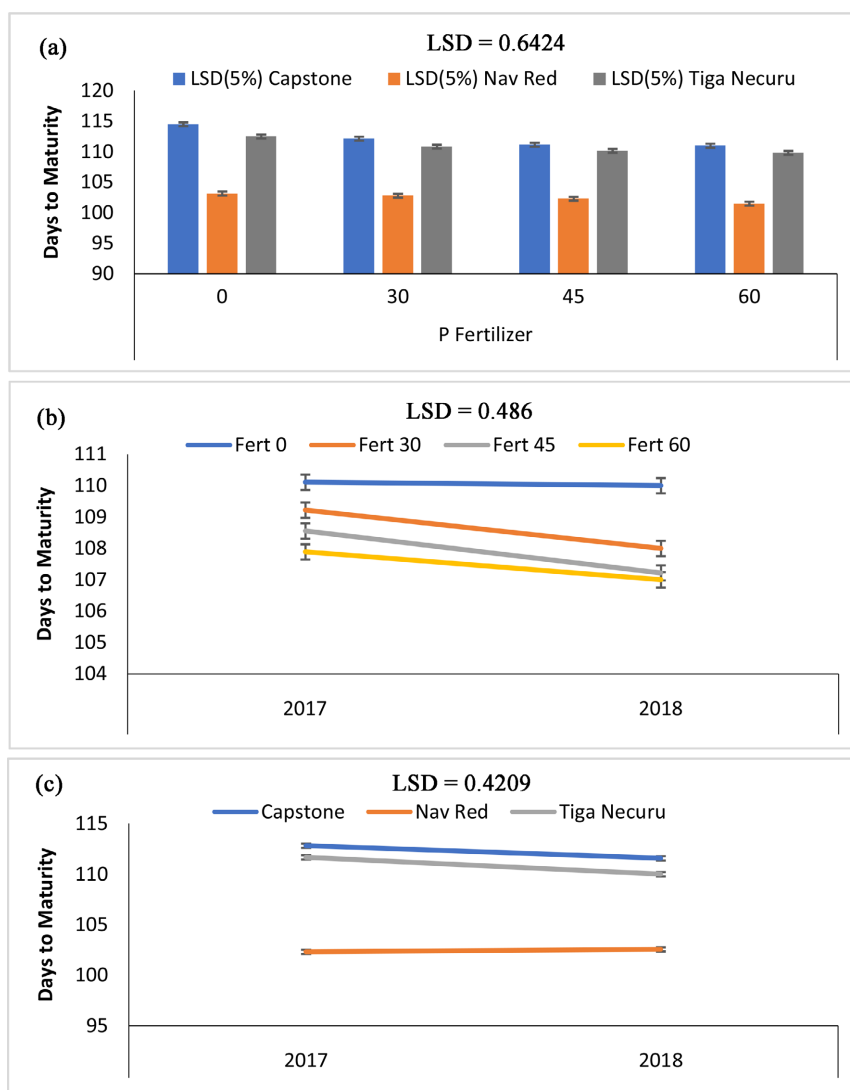 (a) LSD = 0.6424
LSD(5%) Capstone LSD(5%) Nav Red LSD(5%) Tiga Necuru
Days to Maturity
120
115
110
105
100
95
90
0 30 45 60
P Fertilizer
(b) LSD = 0.486
Fert 0 Fert 30 Fert 45 Fert 60
Days to Maturity
111
110
109
108
107
106
105
104
2017 2018
(c) LSD = 0.4209
Capstone Nav Red Tiga Necuru
Days to Maturity
115
110
105
100
95
2017 2018